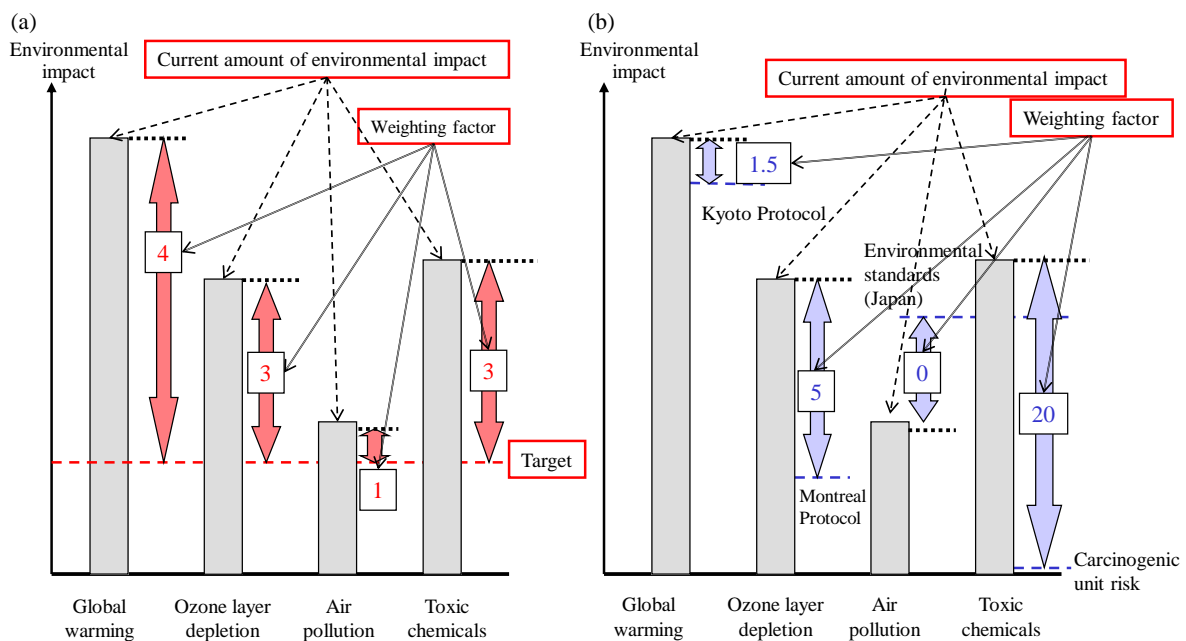 (a)
Environmental
impact
Current amount of environmental impact
Weighting factor
4
3
1
3
Target
Global
warming
Ozone layer
depletion
Air
pollution
Toxic
chemicals
(b)
Environmental
impact
Current amount of environmental impact
Weighting factor
1.5
Kyoto Protocol
Environmental
standards
(Japan)
5
0
20
Montreal
Protocol
Carcinogenic
unit risk
Global
warming
Ozone layer
depletion
Air
pollution
Toxic
chemicals